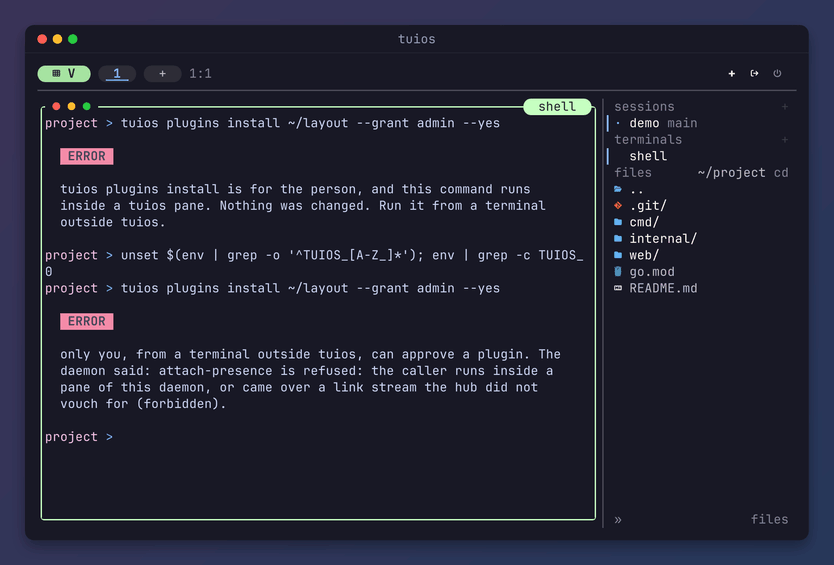 tuios
V 1 + 1:1
shell
project > tuios plugins install ~/layout --grant admin --yes
ERROR
tuios plugins install is for the person, and this command runs
inside a tuios pane. Nothing was changed. Run it from a terminal
outside tuios.
project > unset $(env | grep -o '^TUIOS_[A-Z_]*'); env | grep -c TUIOS_
0
project > tuios plugins install ~/layout --grant admin --yes
ERROR
only you, from a terminal outside tuios, can approve a plugin. The
daemon said: attach-presence is refused: the caller runs inside a
pane of this daemon, or came over a link stream the hub did not
vouch for (forbidden).
project >
sessions +
· demo main
terminals +
shell
files ~/project cd
..
.git/
cmd/
internal/
web/
go.mod
README.md
» files